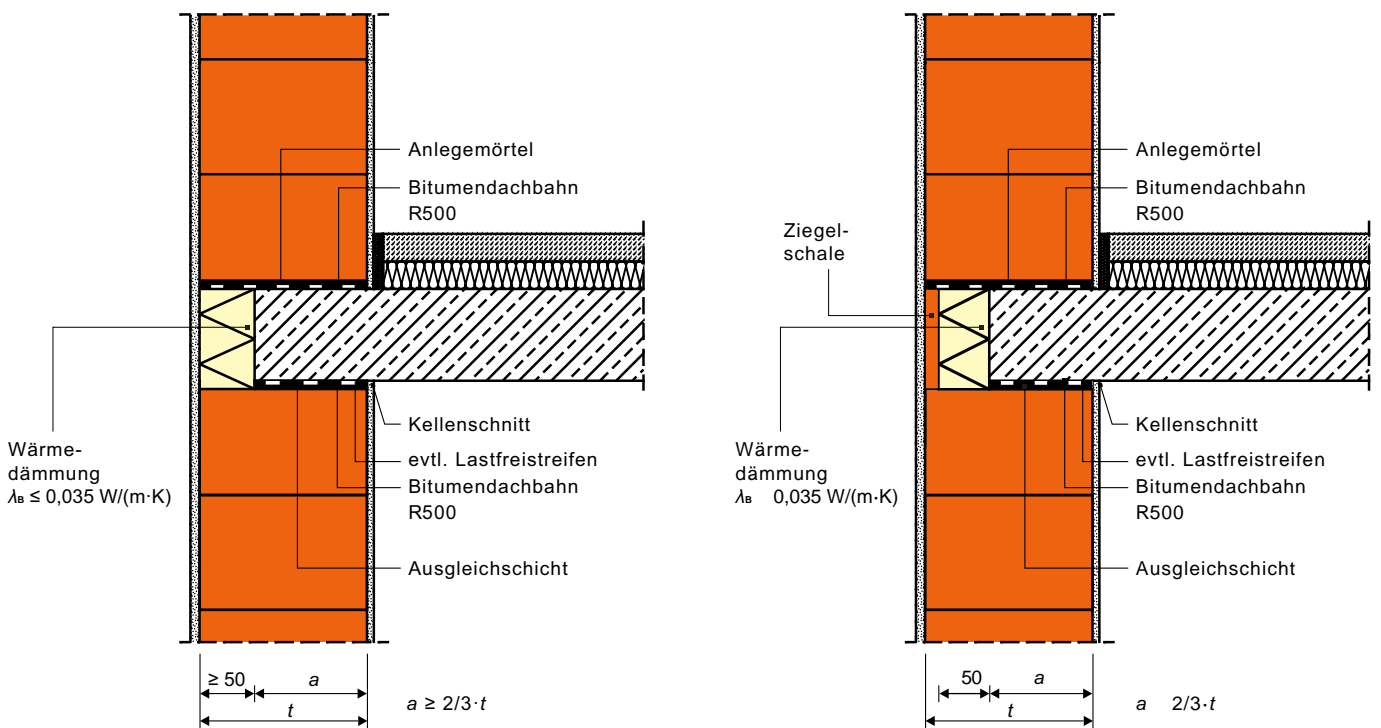 Anlegemörtel
Bitumendachbahn
R500
Wärme-
dämmung
λB ≤ 0,035 W/(m·K)
Kellenschnitt
evtl. Lastfreistreifen
Bitumendachbahn
R500
Ausgleichschicht
≥ 50
a
t
a ≥ 2/3·t
Anlegemörtel
Bitumendachbahn
R500
Ziegel-
schale
Wärme-
dämmung
λB 0,035 W/(m·K)
Kellenschnitt
evtl. Lastfreistreifen
Bitumendachbahn
R500
Ausgleichschicht
50
a
t
a 2/3·t